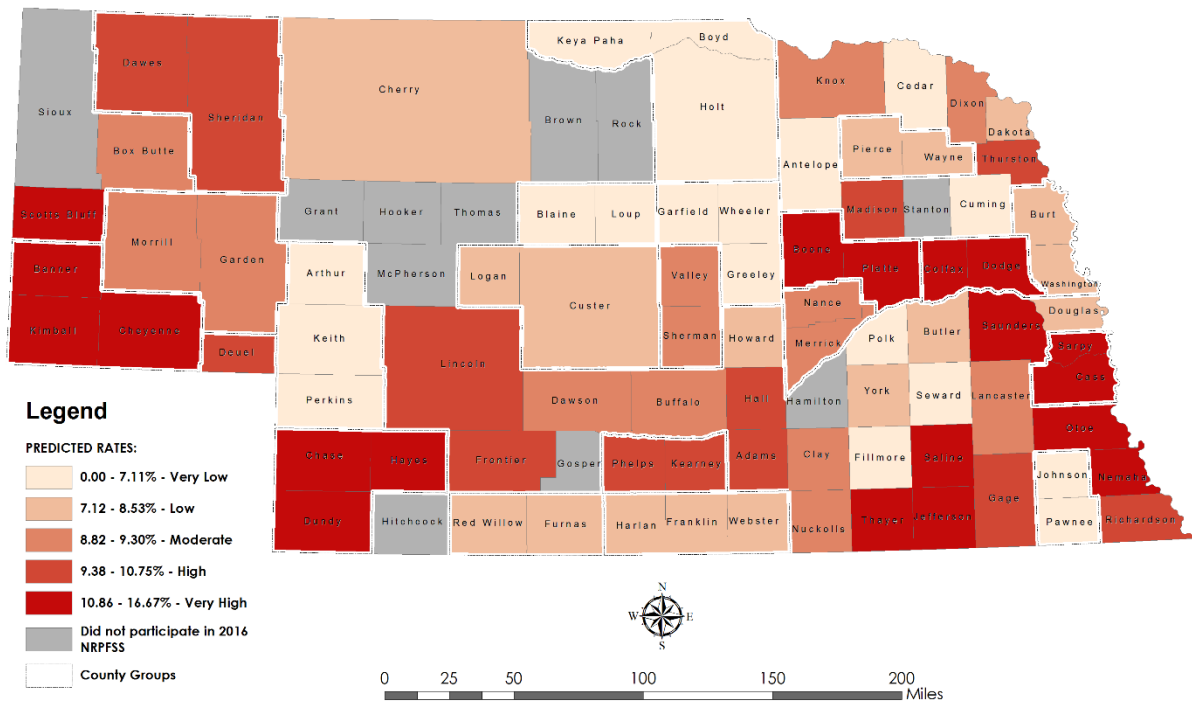 Keya Paha
Boyd
Dawes
Cherry
Knox
Cedar
Dixon
Sioux
Sheridan
Brown
Rock
Holt
Dakota
Box Butte
Pierce
Wayne
Thurston
Antelope
Scotts Bluff
Grant
Hooker
Thomas
Blaine
Loup
Garfield
Wheeler
Madison
Stanton
Cuming
Burt
Morrill
Garden
Boone
Banner
Arthur
McPherson
Logan
Custer
Valley
Greeley
Platte
Colfax
Dodge
Washington
Kimball
Cheyenne
Keith
Lincoln
Sherman
Howard
Nance
Merrick
Polk
Butler
Saunders
Douglas
Sarpy
Deuel
Cass
Perkins
Dawson
Buffalo
Hall
Hamilton
York
Seward
Lancaster
Otoe
Chase
Hayes
Frontier
Gosper
Phelps
Kearney
Adams
Clay
Fillmore
Saline
Johnson
Nemaha
Dundy
Hitchcock
Red Willow
Furnas
Harlan
Franklin
Webster
Nuckolls
Thayer
Jefferson
Gage
Pawnee
Richardson
Legend
PREDICTED RATES:
0.00 - 7.11% - Very Low
7.12 - 8.53% - Low
8.82 - 9.30% - Moderate
9.38 - 10.75% - High
10.86 - 16.67% - Very High
Did not participate in 2016
NRPFSS
County Groups
N
W E
S
0 25 50 100 150 200
Miles